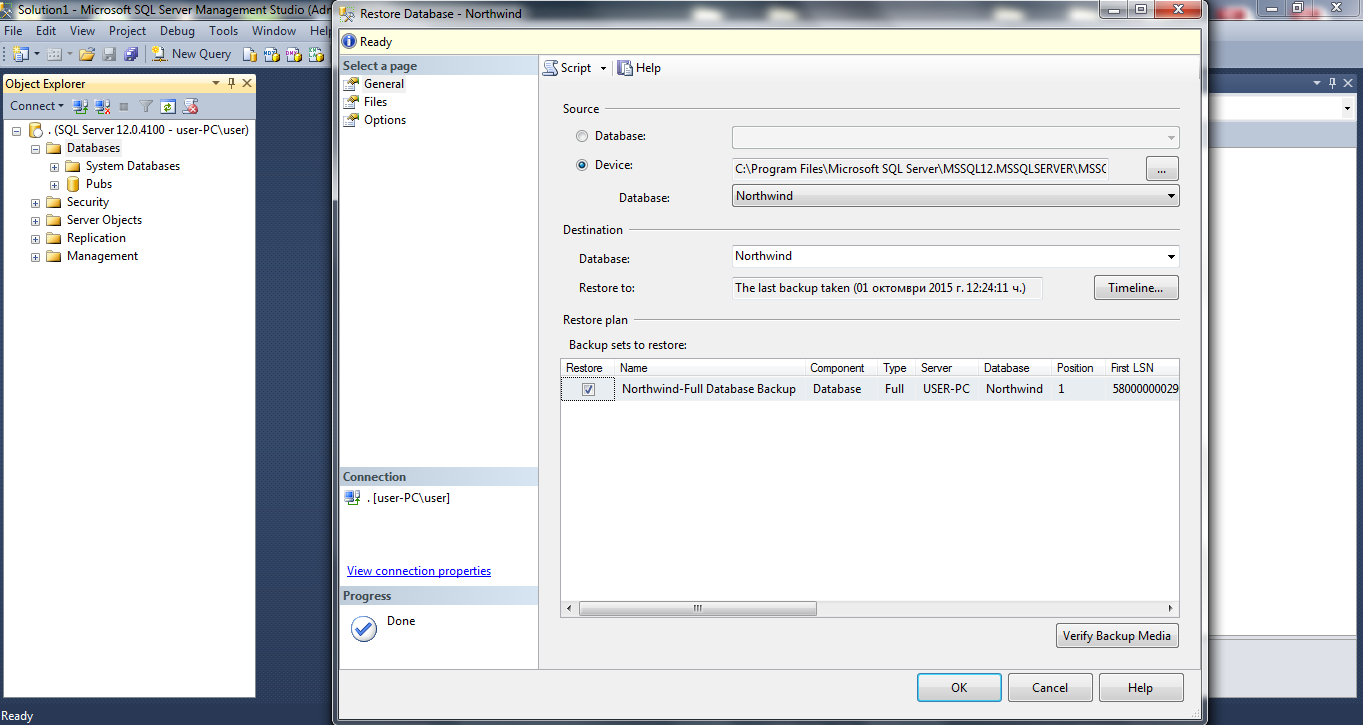 Solution1 - Microsoft SQL Server Management Studio (Adr
File Edit View Project Debug Tools Window Help
New Query
Object Explorer
Connect
. (SQL Server 12.0.4100 - user-PC\user)
Databases
System Databases
Pubs
Security
Server Objects
Replication
Management
Ready
Restore Database - Northwind
Ready
Select a page
General
Files
Options
Connection
. [user-PC\user]
View connection properties
Progress
Done
Script Help
Source
Database:
Device: C:\Program Files\Microsoft SQL Server\MSSQL12.MSSQLSERVER\MSSQ ...
Database: Northwind
Destination
Database: Northwind
Restore to: The last backup taken (01 октомври 2015 г. 12:24:11 ч.) Timeline...
Restore plan
Backup sets to restore:
Restore Name Component Type Server Database Position First LSN
Northwind-Full Database Backup Database Full USER-PC Northwind 1 58000000029
Verify Backup Media
OK Cancel Help